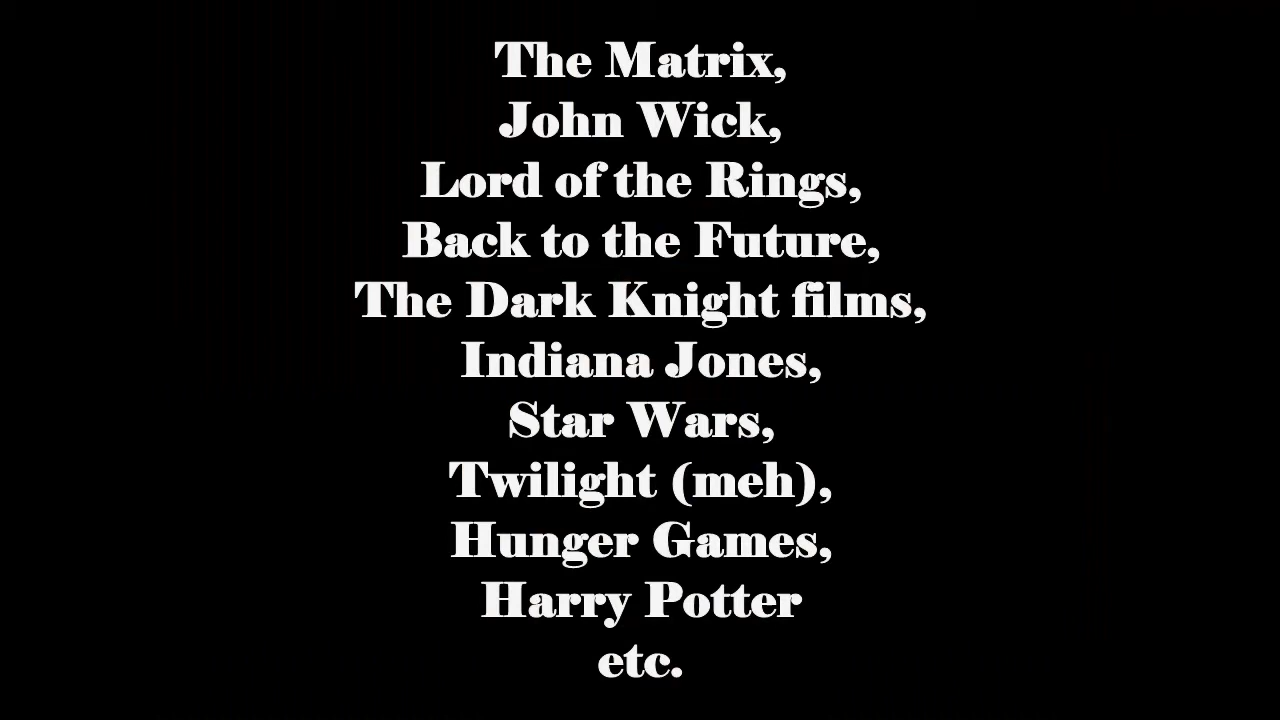 The Matrix,
John Wick,
Lord of the Rings,
Back to the Future,
The Dark Knight films,
Indiana Jones,
Star Wars,
Twilight (meh),
Hunger Games,
Harry Potter
etc.